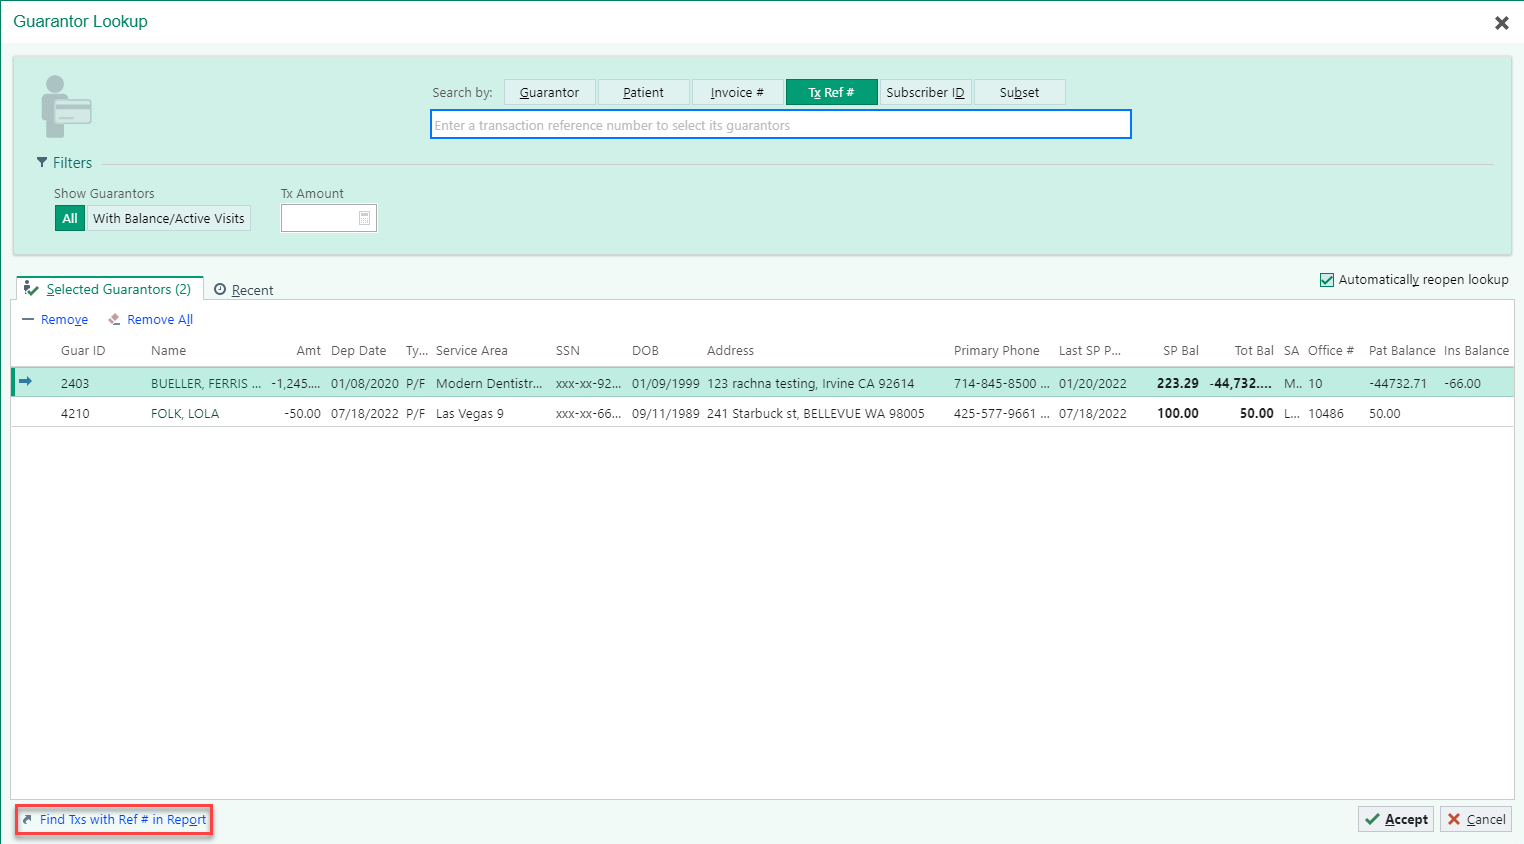 Guarantor Lookup
Search by: Guarantor Patient Invoice # Tx Ref # Subscriber ID Subset
Enter a transaction reference number to select its guarantors
Filters
Show Guarantors Tx Amount
All With Balance/Active Visits
Selected Guarantors (2) Recent Automatically reopen lookup
Remove Remove All
Guar ID Name Amt Dep Date Ty... Service Area SSN DOB Address Primary Phone Last SP P... SP Bal Tot Bal SA Office # Pat Balance Ins Balance
2403 BUELLER, FERRIS ... -1,245.... 01/08/2020 P/F Modern Dentistr... xxx-xx-92... 01/09/1999 123 rachna testing, Irvine CA 92614 714-845-8500 ... 01/20/2022 223.29 -44,732.... M.. 10 -44732.71 -66.00
4210 FOLK, LOLA -50.00 07/18/2022 P/F Las Vegas 9 xxx-xx-66... 09/11/1989 241 Starbuck st, BELLEVUE WA 98005 425-577-9661 ... 07/18/2022 100.00 50.00 L... 10486 50.00
Find Txs with Ref # in Report Accept Cancel